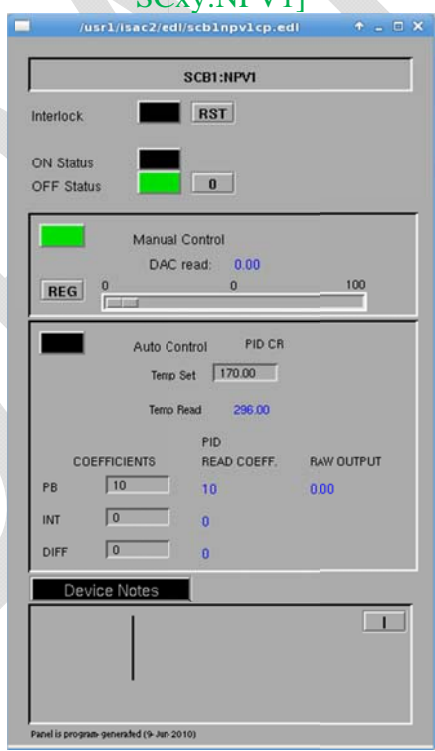 SCxy:NPV1]
/usr1/isac2/edl/scb1npv1cp.edl
SCB1:NPV1
Interlock RST
ON Status
OFF Status 0
Manual Control
DAC read: 0.00
REG 0 0 100
Auto Control PID CR
Temp Set 170.00
Temp Read 296.00
PID
COEFFICIENTS READ COEFF. RAW OUTPUT
PB 10 10 0.00
INT 0 0
DIFF 0 0
Device Notes
I
Panel is program-generated (9-Jun-2010)